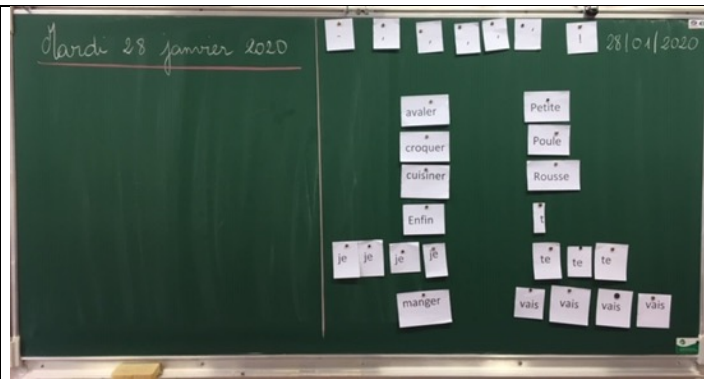 Mardi 28 janvier 2020
. , , , , , !
28/01/2020
avaler
croquer
cuisiner
Enfin
je je je je
manger
Petite
Poule
Rousse
t
te te te
vais vais vais vais